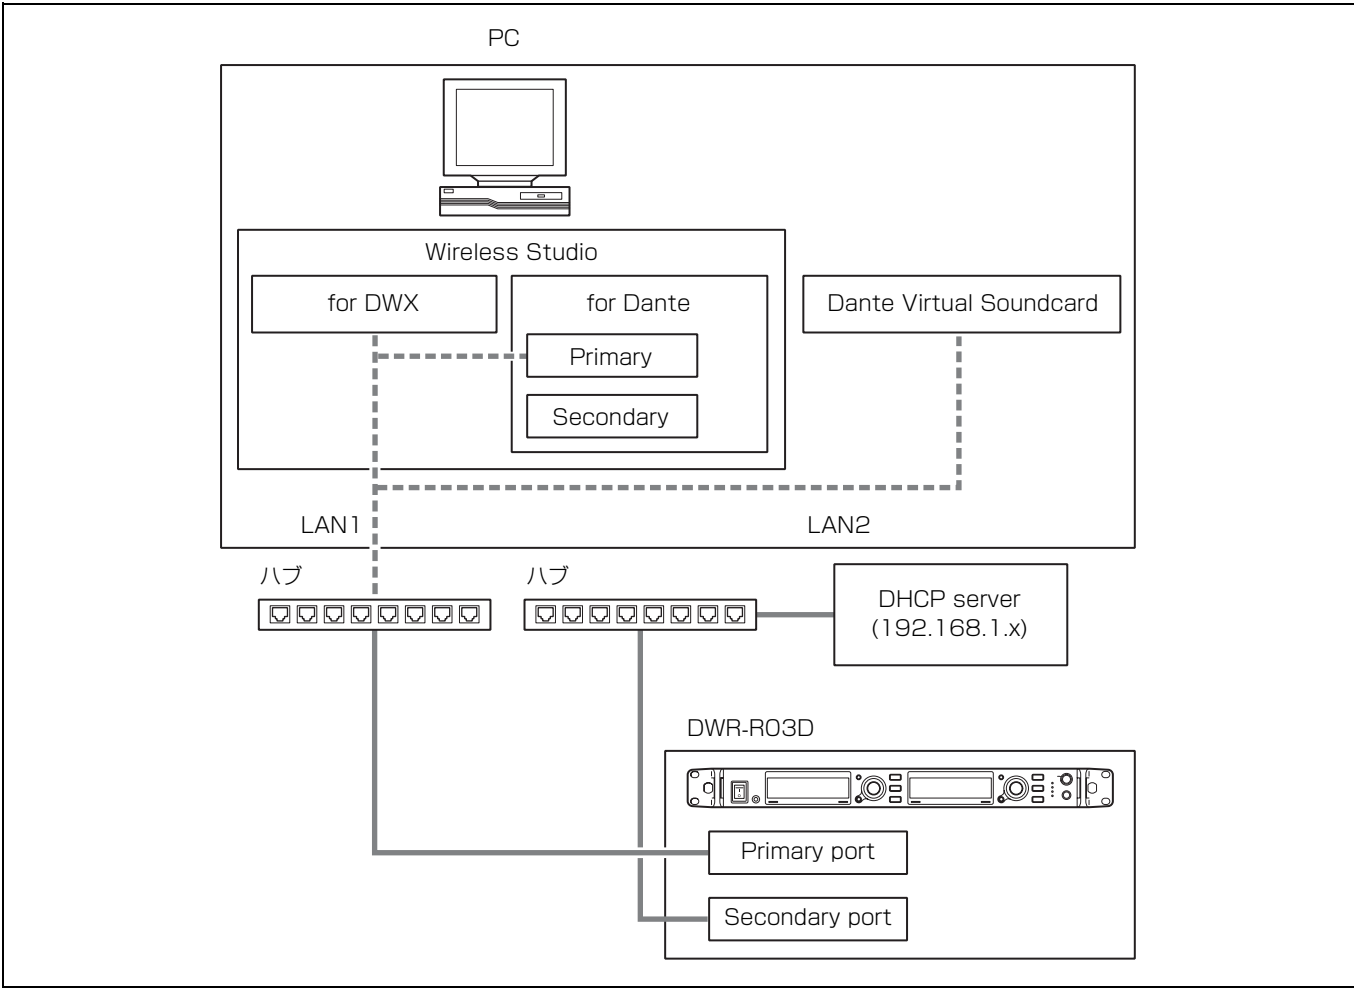 PC
Wireless Studio
for DWX
for Dante
Dante Virtual Soundcard
Primary
Secondary
LAN1
LAN2
ハブ
ハブ
DHCP server
(192.168.1.x)
DWR-R03D
Primary port
Secondary port